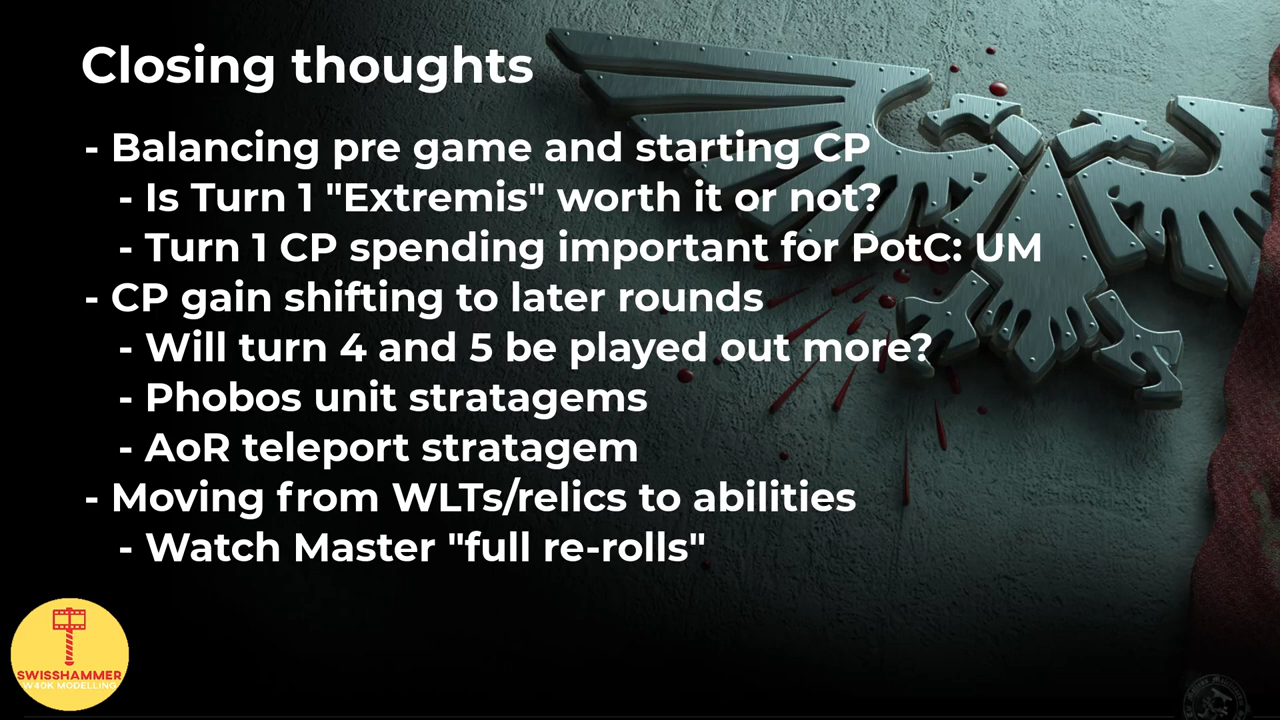 Closing thoughts
- Balancing pre game and starting CP
- Is Turn 1 "Extremis" worth it or not?
- Turn 1 CP spending important for PotC: UM
- CP gain shifting to later rounds
- Will turn 4 and 5 be played out more?
- Phobos unit stratagems
- AoR teleport stratagem
- Moving from WLTs/relics to abilities
- Watch Master "full re-rolls"
SWISSHAMMER
W40K MODELLING